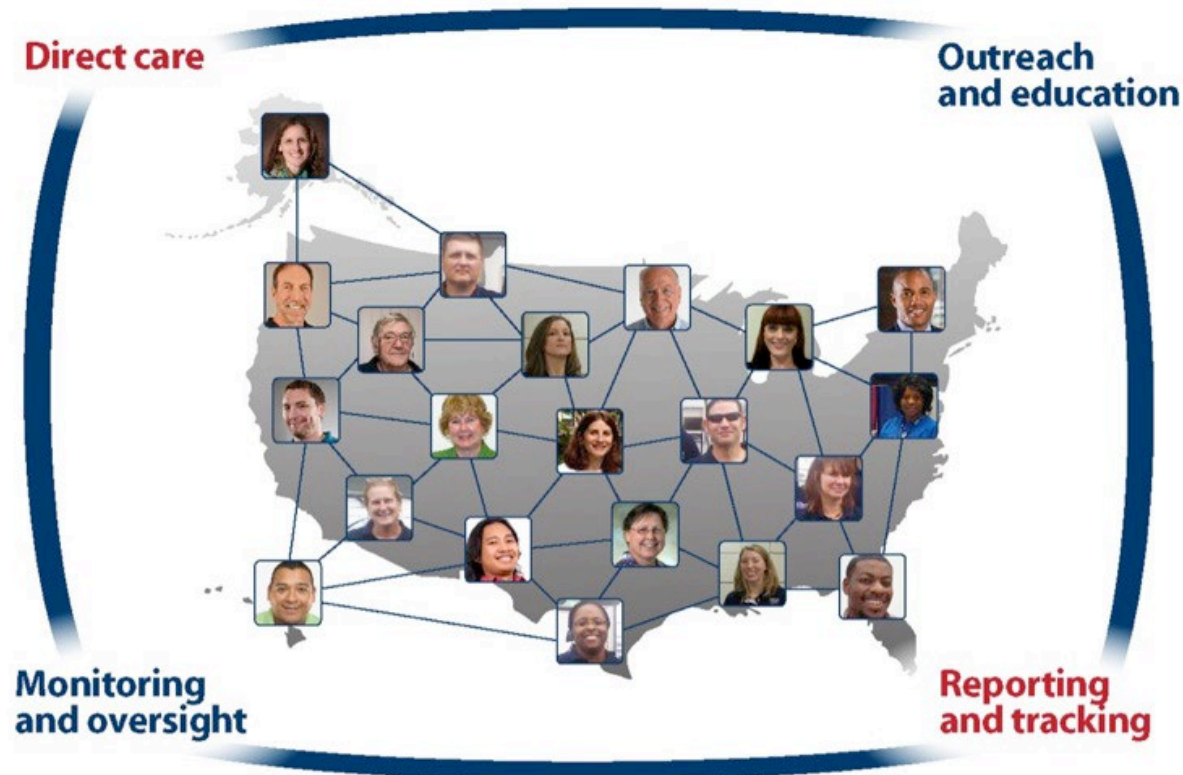 Direct care
Outreach
and education
Monitoring
and oversight
Reporting
and tracking